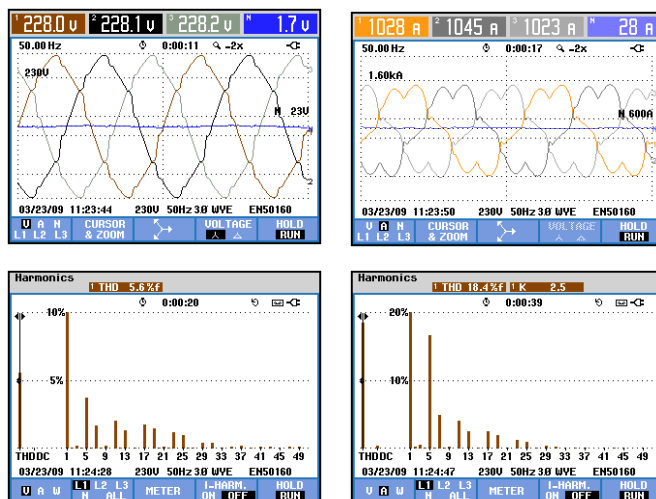 1 228.0 V 2 228.1 V 3 228.2 V N 1.7 V
50.00 Hz 0:00:11 -2x
230V
N 23V
03/23/09 11:23:44 230V 50Hz 3Ø WYE EN50160
V A N
L1 L2 L3
CURSOR
& ZOOM
VOLTAGE
HOLD
RUN
1 1028 A 2 1045 A 3 1023 A N 28 A
50.00 Hz 0:00:17 -2x
1.60kA
N 600A
03/23/09 11:23:50 230V 50Hz 3Ø WYE EN50160
V A N
L1 L2 L3
CURSOR
& ZOOM
VOLTAGE
HOLD
RUN
Harmonics
1 THD 5.6%f
0:00:20
10%
5%
THDDC 1 5 9 13 17 21 25 29 33 37 41 45 49
03/23/09 11:24:28 230V 50Hz 3Ø WYE EN50160
V A W
L1 L2 L3
N ALL
METER
I-HARM.
ON OFF
HOLD
RUN
Harmonics
1 THD 18.4%f 1 K 2.5
0:00:39
20%
10%
THDDC 1 5 9 13 17 21 25 29 33 37 41 45 49
03/23/09 11:24:47 230V 50Hz 3Ø WYE EN50160
V A W
L1 L2 L3
N ALL
METER
I-HARM.
ON OFF
HOLD
RUN